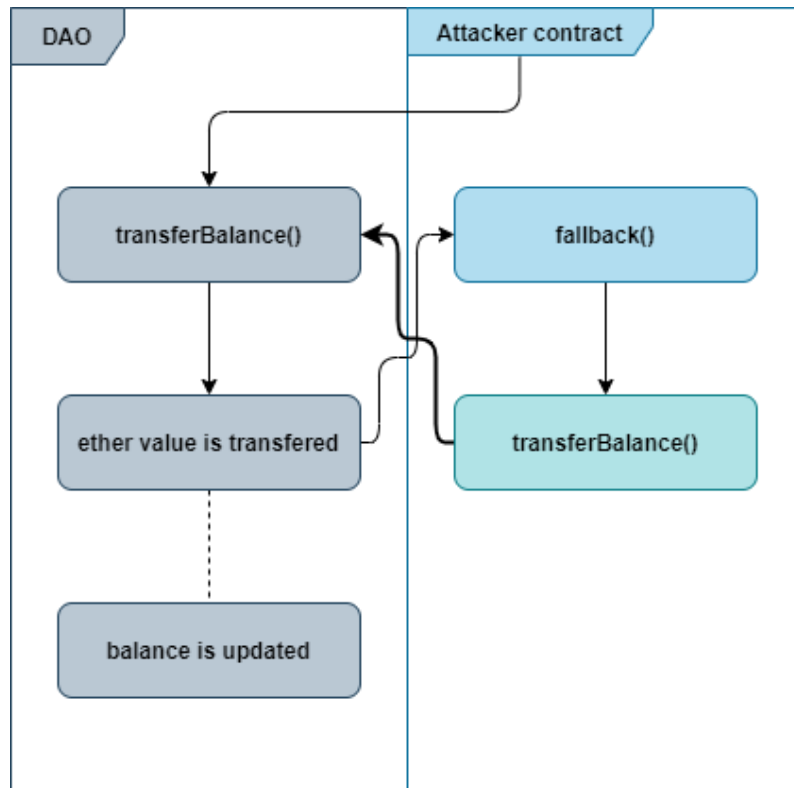 DAO
Attacker contract
transferBalance()
fallback()
ether value is transfered
transferBalance()
balance is updated